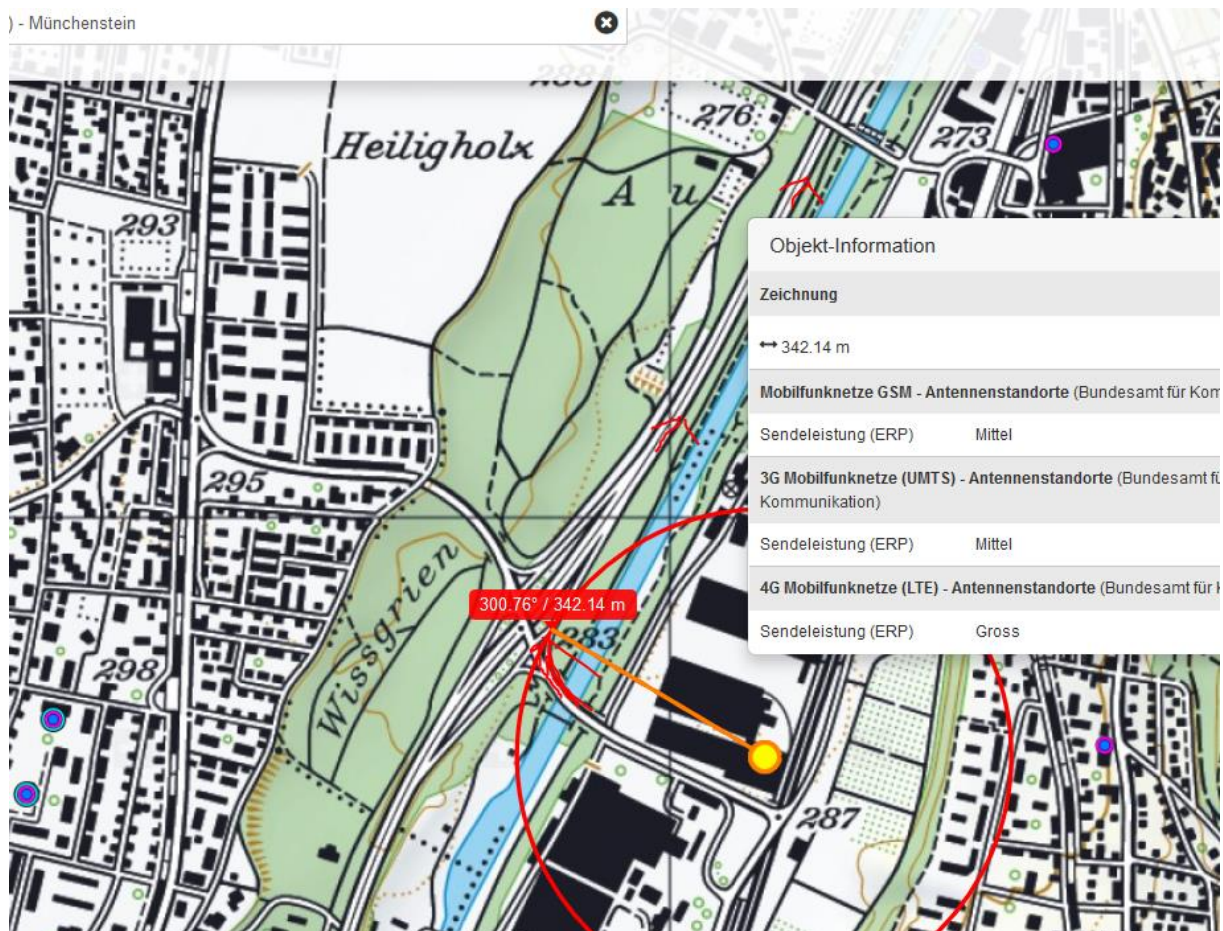 ) - Münchenstein
288
276
273
Heiligholz
A u
293
Objekt-Information
Zeichnung
342.14 m
Mobilfunknetze GSM - Antennenstandorte (Bundesamt für Kom
Sendeleistung (ERP) Mittel
3G Mobilfunknetze (UMTS) - Antennenstandorte (Bundesamt fü
Kommunikation)
Sendeleistung (ERP) Mittel
4G Mobilfunknetze (LTE) - Antennenstandorte (Bundesamt für K
Sendeleistung (ERP) Gross
295
Wissgrien
300.76° / 342.14 m
283
298
287